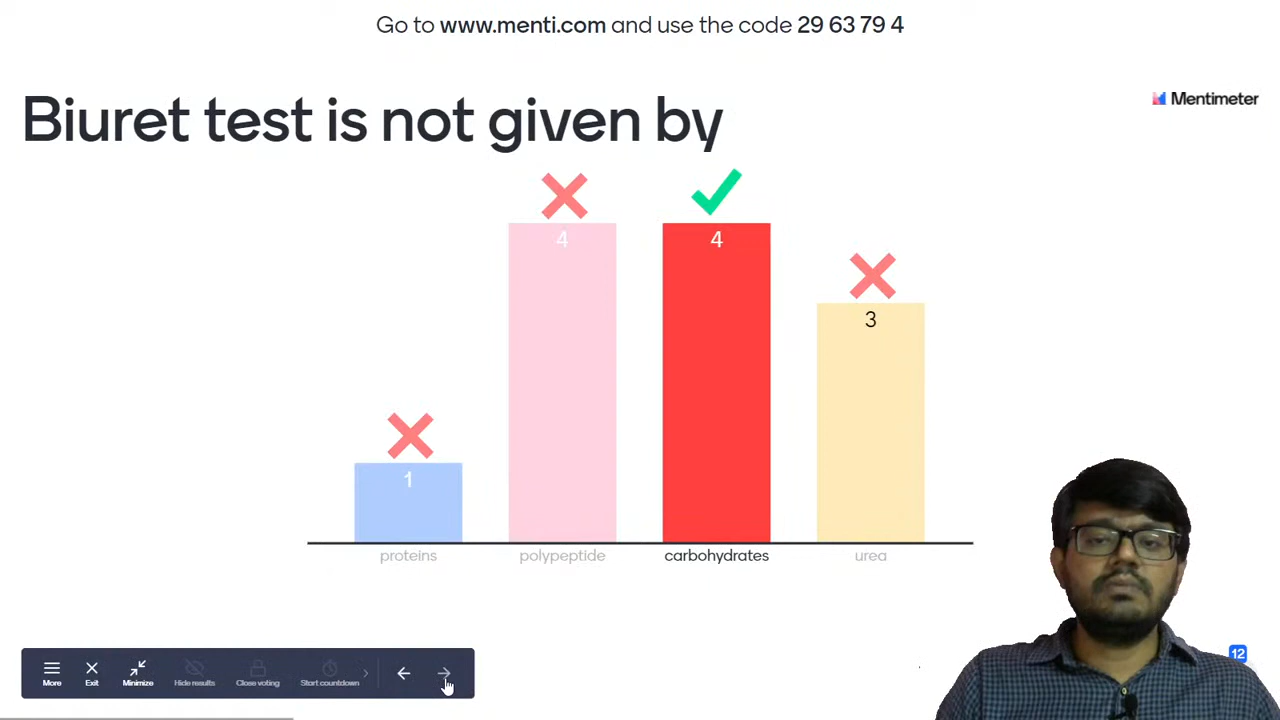 Go to www.menti.com and use the code 29 63 79 4
Mentimeter
Biuret test is not given by
4
4
3
1
proteins
polypeptide
carbohydrates
urea
More
Exit
Minimize
Hide results
Close voting
Start countdown
12